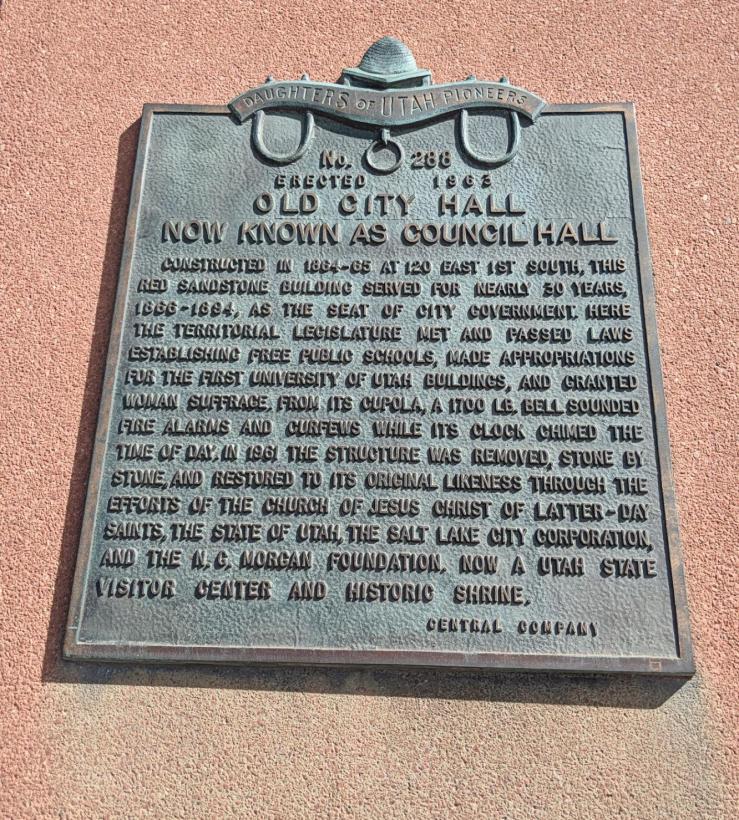 DAUGHTERS OF UTAH PIONEERS
No. 288
ERECTED 1963
OLD CITY HALL
NOW KNOWN AS COUNCIL HALL
CONSTRUCTED IN 1864-65 AT 120 EAST 1ST SOUTH, THIS
RED SANDSTONE BUILDING SERVED FOR NEARLY 30 YEARS,
1866-1894, AS THE SEAT OF CITY GOVERNMENT. HERE
THE TERRITORIAL LEGISLATURE MET AND PASSED LAWS
ESTABLISHING FREE PUBLIC SCHOOLS, MADE APPROPRIATIONS
FOR THE FIRST UNIVERSITY OF UTAH BUILDINGS, AND GRANTED
WOMAN SUFFRAGE. FROM ITS CUPOLA, A 1700 LB. BELL SOUNDED
FIRE ALARMS AND CURFEWS WHILE ITS CLOCK CHIMED THE
TIME OF DAY. IN 1961 THE STRUCTURE WAS REMOVED, STONE BY
STONE, AND RESTORED TO ITS ORIGINAL LIKENESS THROUGH THE
EFFORTS OF THE CHURCH OF JESUS CHRIST OF LATTER-DAY
SAINTS, THE STATE OF UTAH, THE SALT LAKE CITY CORPORATION,
AND THE N. G. MORGAN FOUNDATION. NOW A UTAH STATE
VISITOR CENTER AND HISTORIC SHRINE.
CENTRAL COMPANY